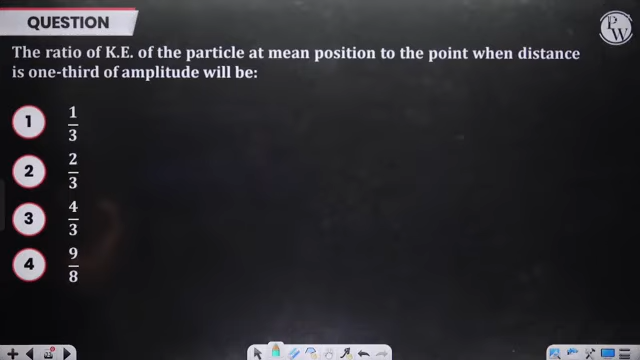 QUESTION
P
W
The ratio of K.E. of the particle at mean position to the point when distance
is one-third of amplitude will be:
1 1/3
2 2/3
3 4/3
4 9/8